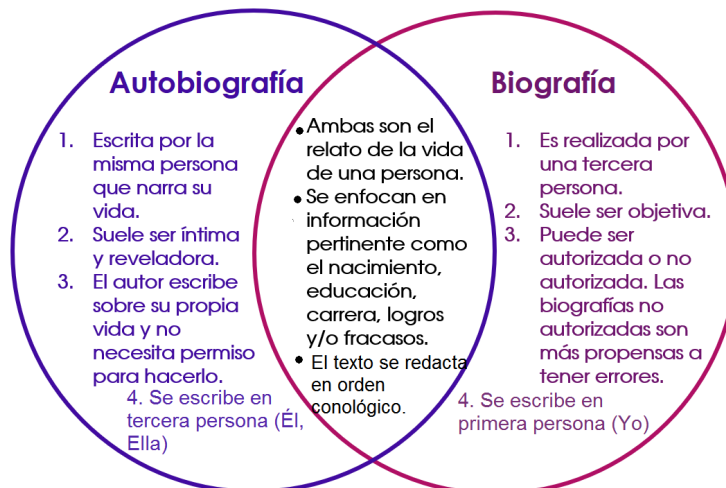 Autobiografía
1. Escrita por la
misma persona
que narra su
vida.
2. Suele ser íntima
y reveladora.
3. El autor escribe
sobre su propia
vida y no
necesita permiso
para hacerlo.
4. Se escribe en
tercera persona (Él,
Ella)
• Ambas son el
relato de la vida
de una persona.
• Se enfocan en
información
pertinente como
el nacimiento,
educación,
carrera, logros
y/o fracasos.
• El texto se redacta
en orden
conológico.
Biografía
1. Es realizada por
una tercera
persona.
2. Suele ser objetiva.
3. Puede ser
autorizada o no
autorizada. Las
biografías no
autorizadas son
más propensas a
tener errores.
4. Se escribe en
primera persona (Yo)